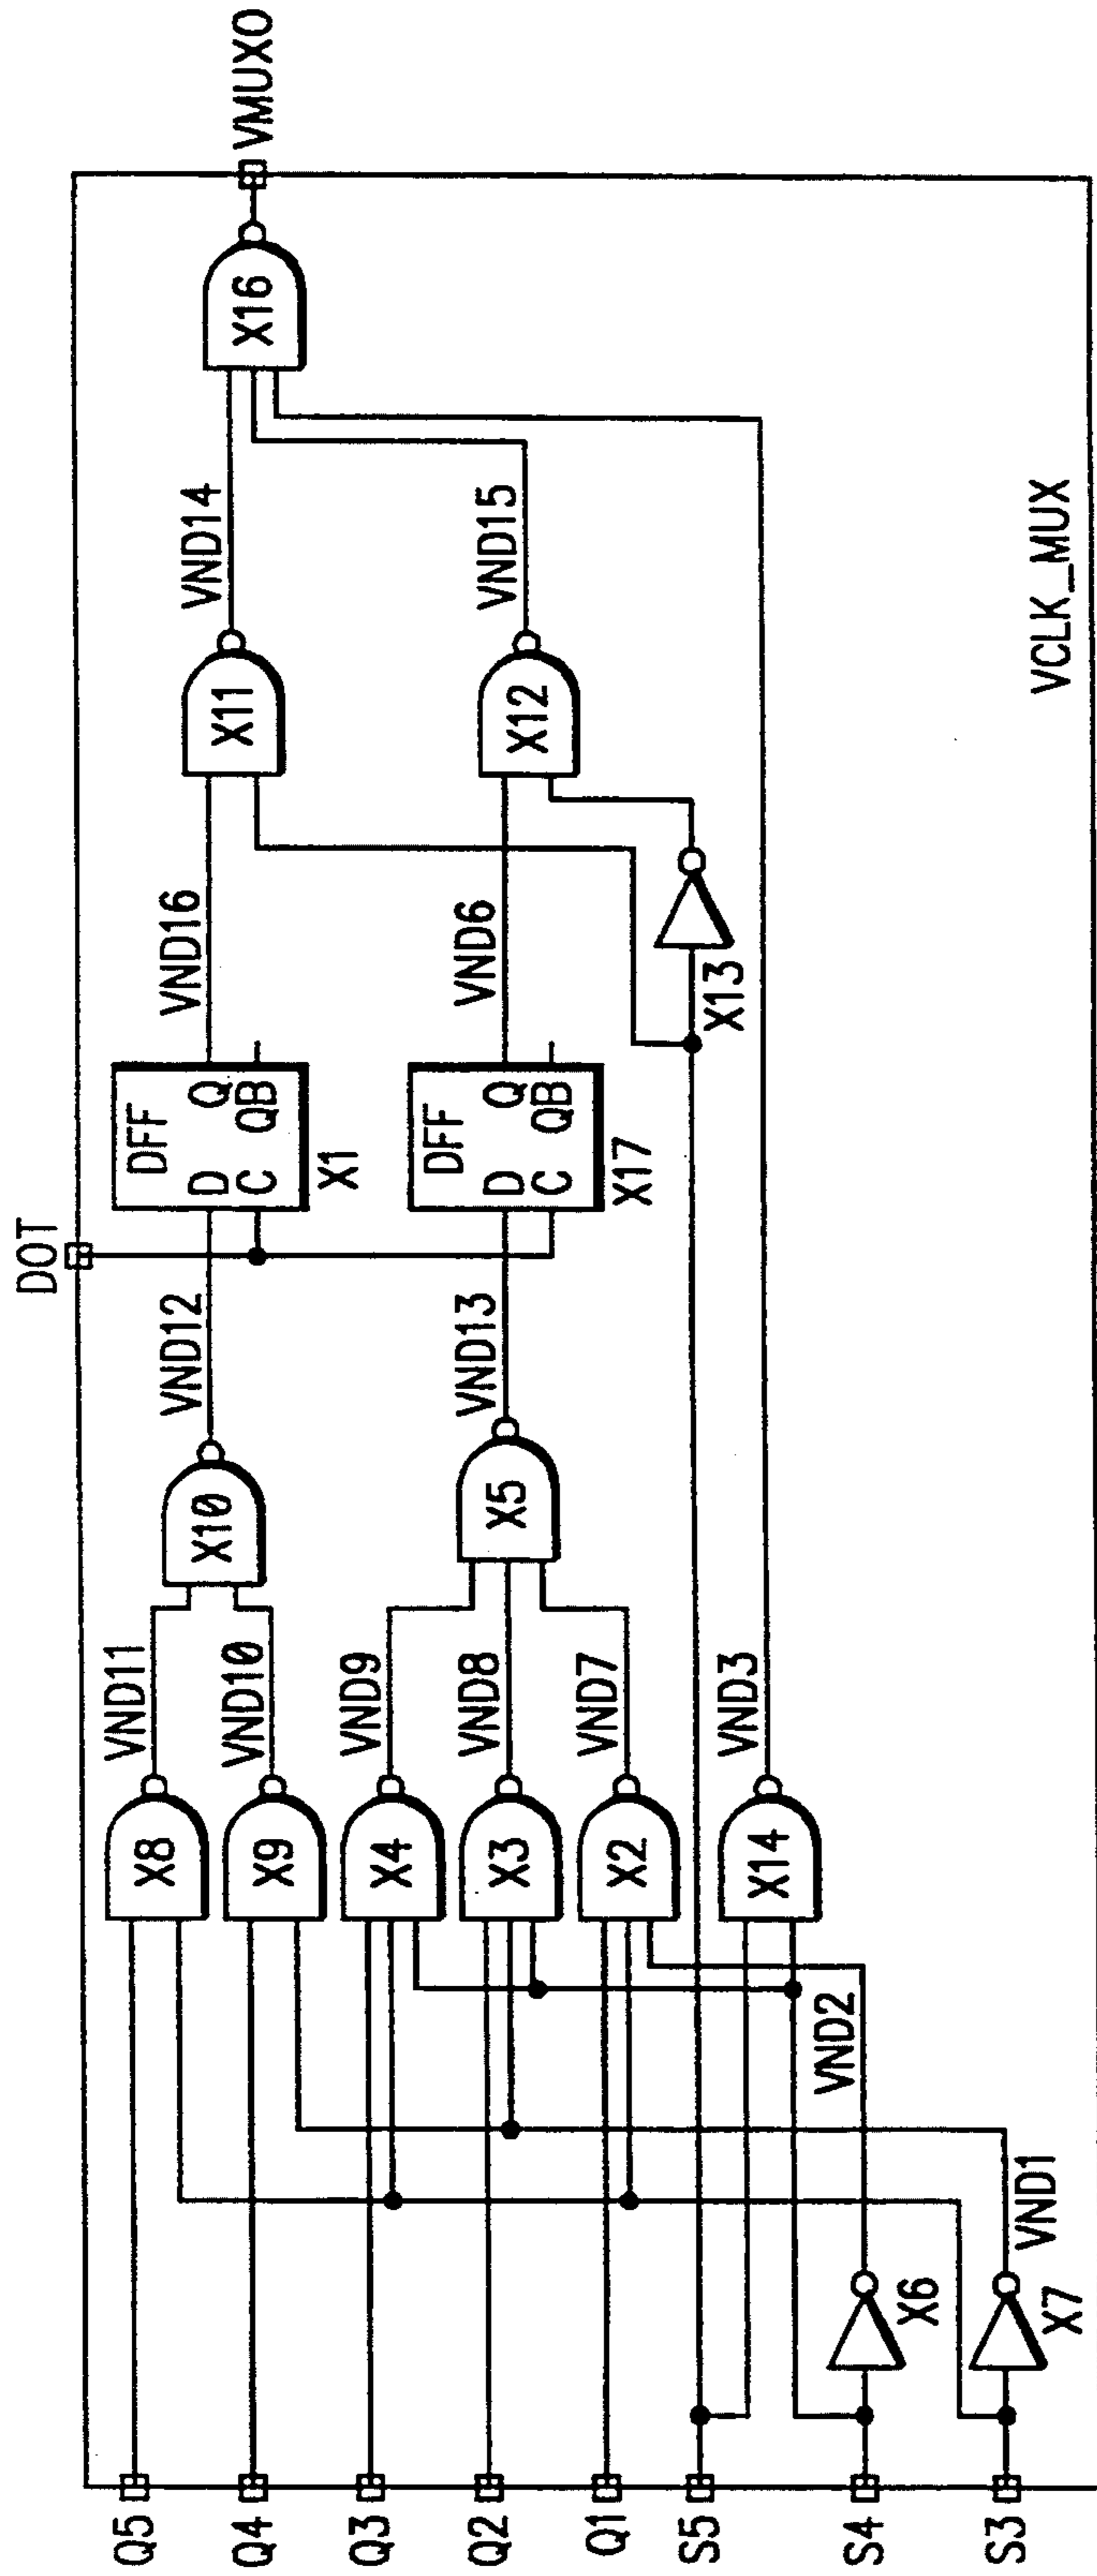 DOT
VMUXO
Q5
Q4
Q3
Q2
Q1
S5
S4
S3
X8
X9
X4
X3
X2
X14
X6
X7
VND1
VND2
VND11
VND10
VND9
VND8
VND7
VND3
X10
X5
VND12
VND13
DFF
D Q
C QB
X1
DFF
D Q
C QB
X17
VND16
VND6
X13
X11
X12
VND14
VND15
X16
VCLK_MUX